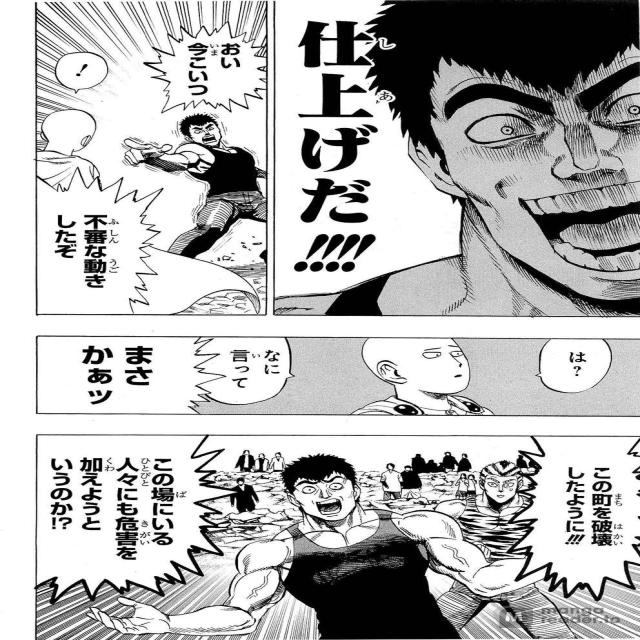 仕上げだ!!!!
おい
今こいつ
!
不審な動き
したぞ
は?
なに
言って
まさ
かぁッ
この町を破壊
したように!!!
この場にいる
人々にも危害を
加えようと
いうのか!?
manga
reader.to